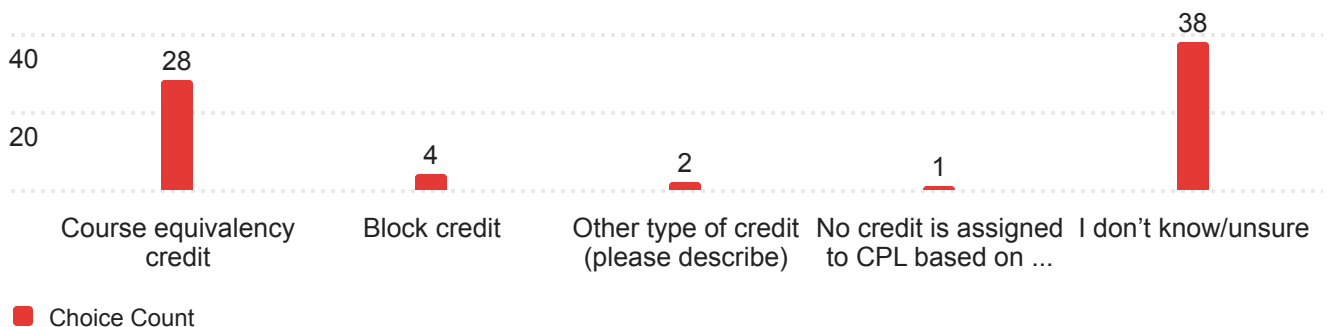 38
40
28
20
4
2
1
Course equivalency credit
Block credit
Other type of credit (please describe)
No credit is assigned to CPL based on ...
I don’t know/unsure
Choice Count